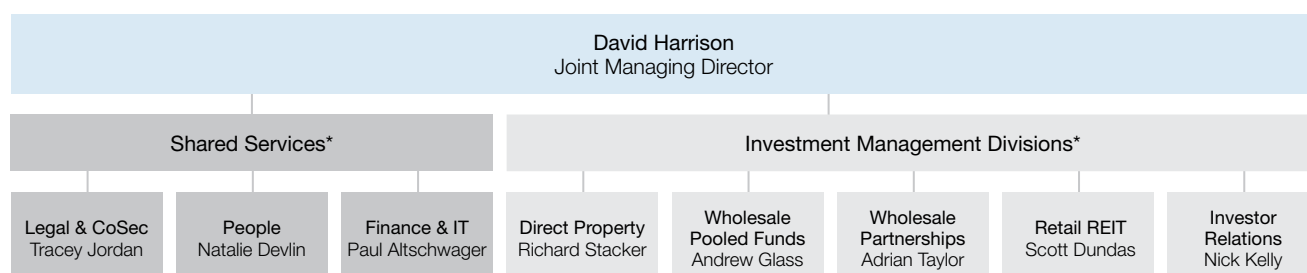 David Harrison
Joint Managing Director
Shared Services*
Investment Management Divisions*
Legal & CoSec
Tracey Jordan
People
Natalie Devlin
Finance & IT
Paul Altschwager
Direct Property
Richard Stacker
Wholesale
Pooled Funds
Andrew Glass
Wholesale
Partnerships
Adrian Taylor
Retail REIT
Scott Dundas
Investor
Relations
Nick Kelly